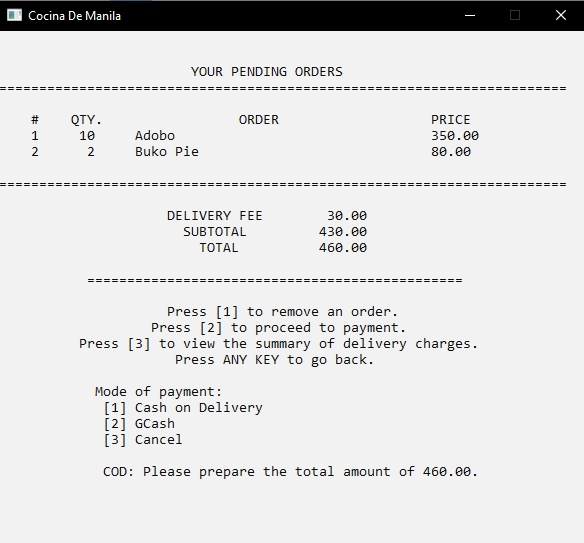 Cocina De Manila
YOUR PENDING ORDERS
=======================================================================
# QTY. ORDER PRICE
1 10 Adobo 350.00
2 2 Buko Pie 80.00
=======================================================================
DELIVERY FEE 30.00
SUBTOTAL 430.00
TOTAL 460.00
===============================================
Press [1] to remove an order.
Press [2] to proceed to payment.
Press [3] to view the summary of delivery charges.
Press ANY KEY to go back.
Mode of payment:
[1] Cash on Delivery
[2] GCash
[3] Cancel
COD: Please prepare the total amount of 460.00.